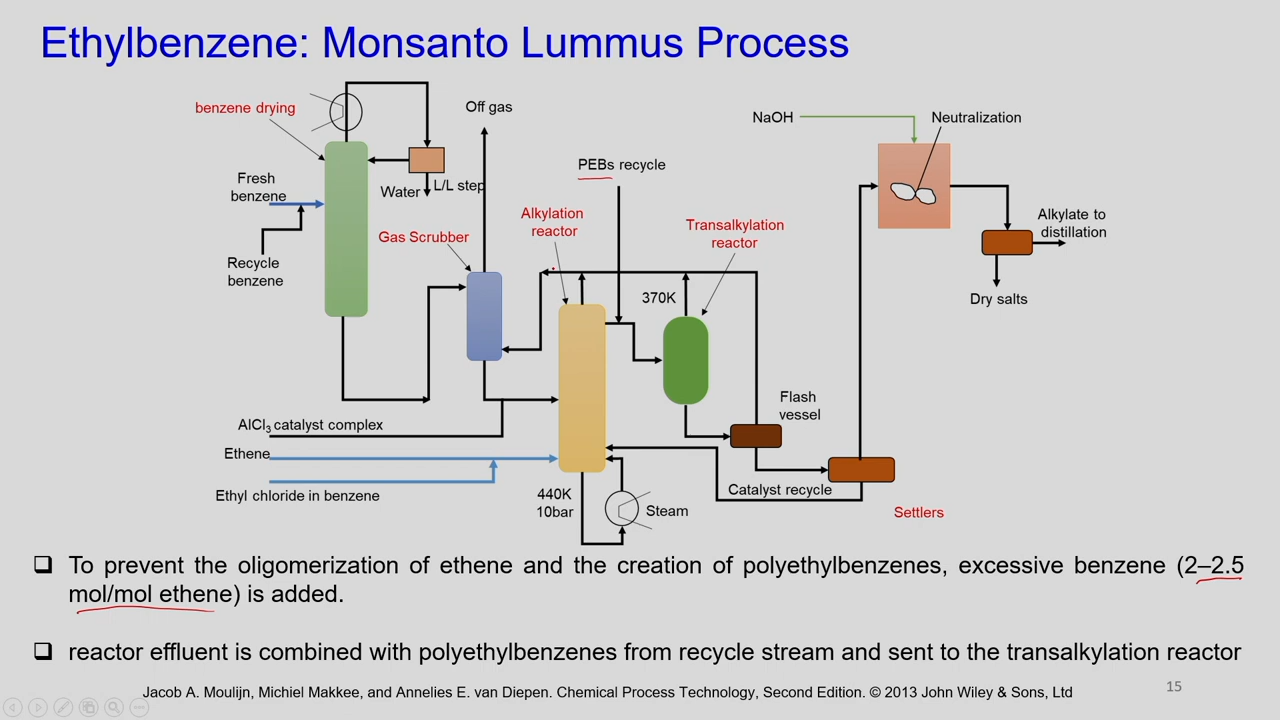 Ethylbenzene: Monsanto Lummus Process
benzene drying
Off gas
NaOH
Neutralization
PEBs recycle
Fresh
benzene
Water
L/L step
Alkylation
reactor
Transalkylation
reactor
Alkylate to
distillation
Gas Scrubber
Recycle
benzene
370K
Dry salts
Flash
vessel
AlCl3 catalyst complex
Ethene
Ethyl chloride in benzene
440K
10bar
Steam
Catalyst recycle
Settlers
❑ To prevent the oligomerization of ethene and the creation of polyethylbenzenes, excessive benzene (2–2.5
mol/mol ethene) is added.
❑ reactor effluent is combined with polyethylbenzenes from recycle stream and sent to the transalkylation reactor
Jacob A. Moulijn, Michiel Makkee, and Annelies E. van Diepen. Chemical Process Technology, Second Edition. © 2013 John Wiley & Sons, Ltd
15